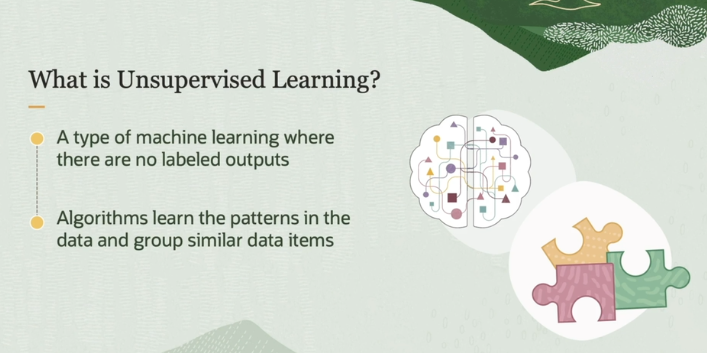 What is Unsupervised Learning?
A type of machine learning where
there are no labeled outputs
Algorithms learn the patterns in the
data and group similar data items